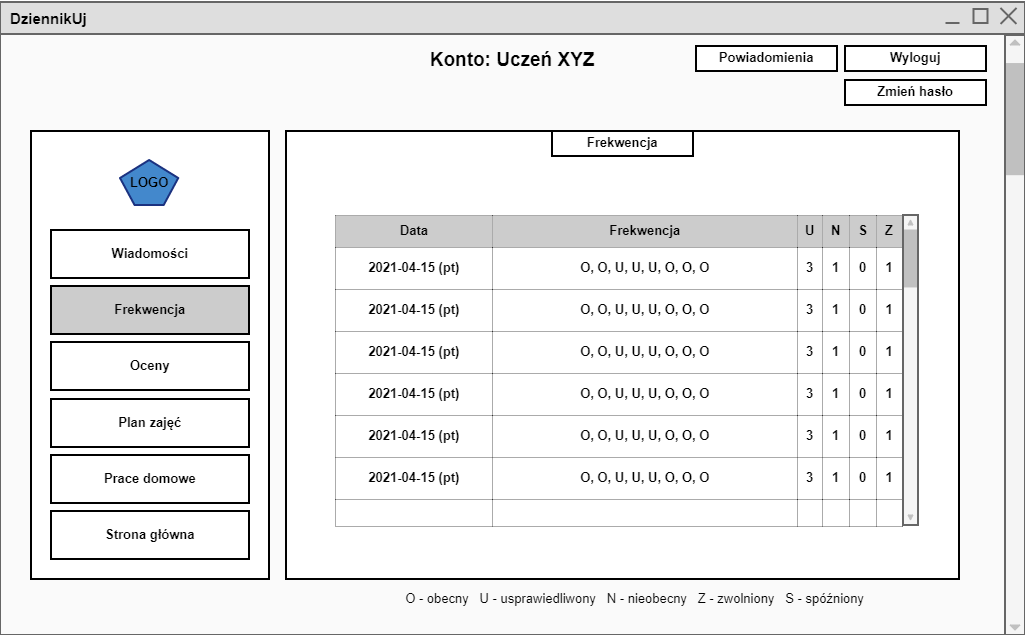 DziennikUj
Konto: Uczeń XYZ
Powiadomienia
Wyloguj
Zmień hasło
LOGO
Wiadomości
Frekwencja
Oceny
Plan zajęć
Prace domowe
Strona główna
Frekwencja
Data Frekwencja U N S Z
2021-04-15 (pt) O, O, U, U, U, O, O, O 3 1 0 1
2021-04-15 (pt) O, O, U, U, U, O, O, O 3 1 0 1
2021-04-15 (pt) O, O, U, U, U, O, O, O 3 1 0 1
2021-04-15 (pt) O, O, U, U, U, O, O, O 3 1 0 1
2021-04-15 (pt) O, O, U, U, U, O, O, O 3 1 0 1
2021-04-15 (pt) O, O, U, U, U, O, O, O 3 1 0 1
O - obecny U - usprawiedliwony N - nieobecny Z - zwolniony S - spóźniony